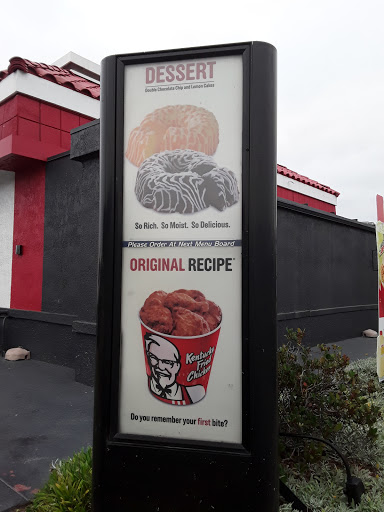 DESSERT
Double Chocolate Chip and Lemon Cakes
So Rich. So Moist. So Delicious.
Please Order At Next Menu Board
ORIGINAL RECIPE®
Kentucky
Fried
Chicken
Do you remember your first bite?